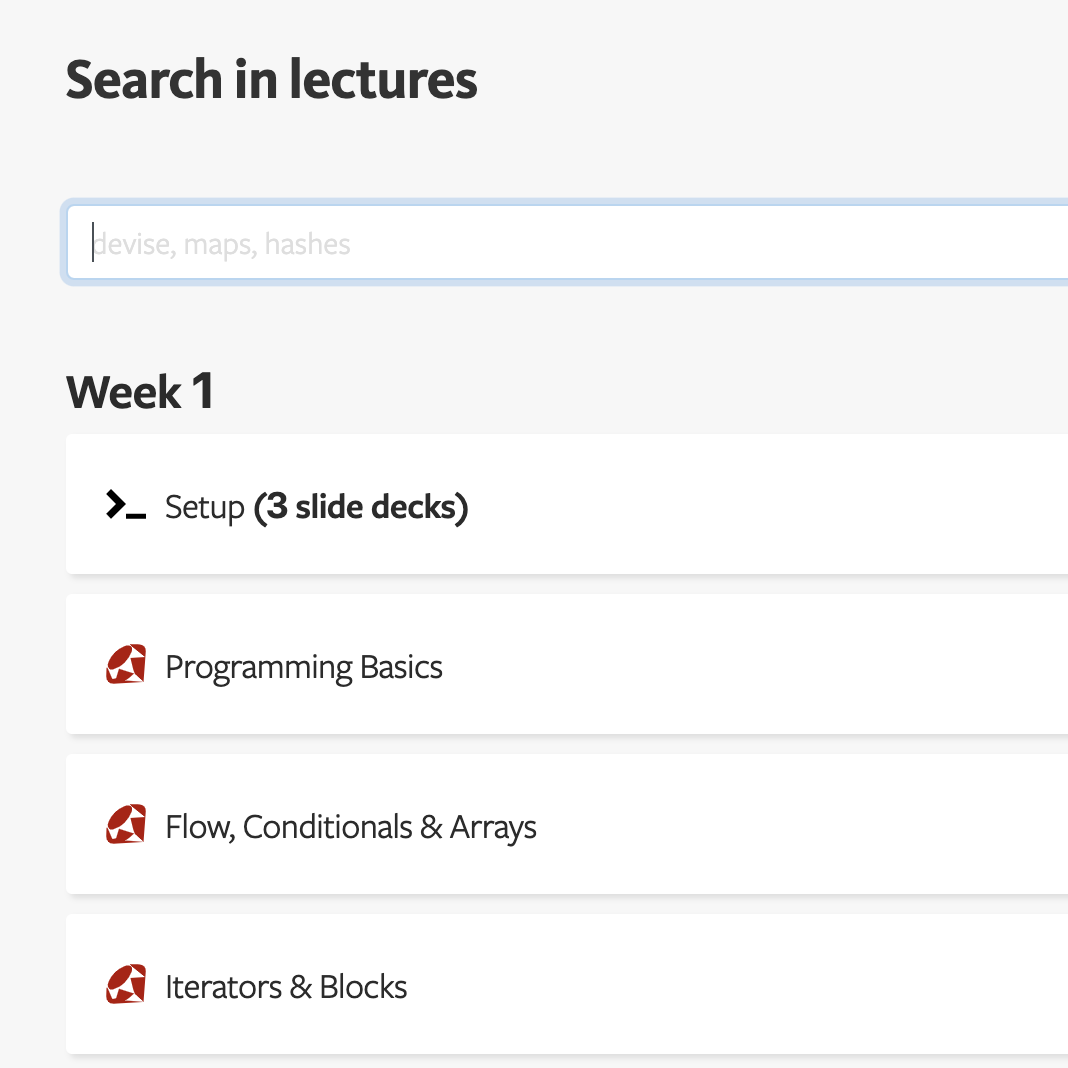 Search in lectures
devise, maps, hashes
Week 1
Setup (3 slide decks)
Programming Basics
Flow, Conditionals & Arrays
Iterators & Blocks